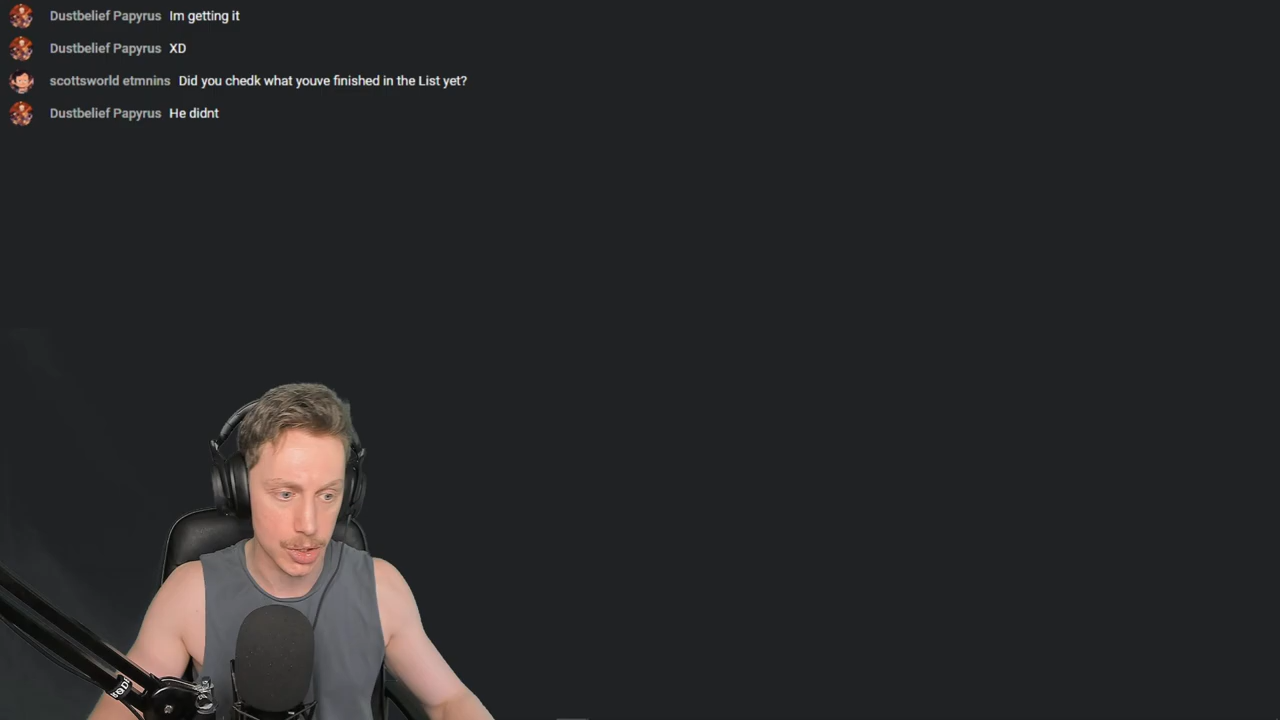 Dustbelief Papyrus Im getting it
Dustbelief Papyrus XD
scottsworld etmnins Did you chedk what youve finished in the List yet?
Dustbelief Papyrus He didnt